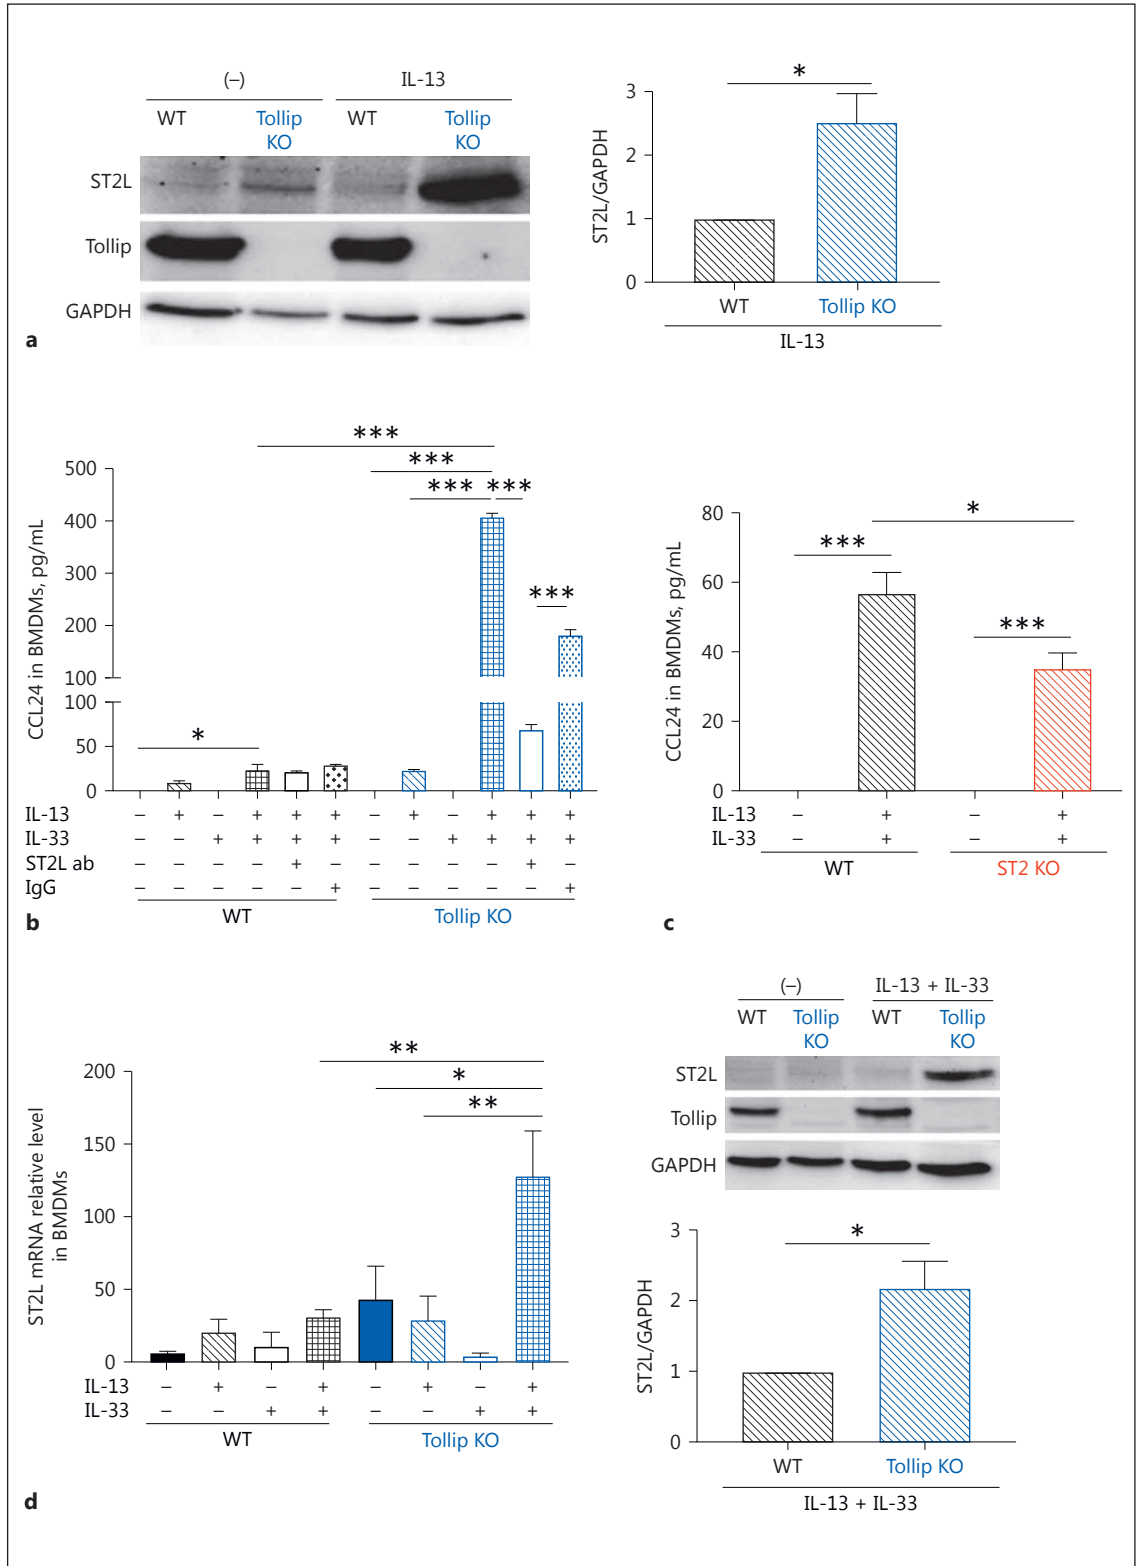 (–) IL-13
WT Tollip KO WT Tollip KO
ST2L
Tollip
GAPDH
a
*
3
2
1
0
ST2L/GAPDH
WT Tollip KO
IL-13
*** 
***
*** ***
***
*
500
400
300
200
100
100
50
0
CCL24 in BMDMs, pg/mL
IL-13 – + – + + + – + – + + +
IL-33 – – + + + + – – + + + +
ST2L ab – – – – + – – – – – + –
IgG – – – – – + – – – – – +
WT Tollip KO
b
*
***
***
80
60
40
20
0
CCL24 in BMDMs, pg/mL
IL-13 – + – +
IL-33 – + – +
WT ST2 KO
c
**
*
**
200
150
100
50
0
ST2L mRNA relative level
in BMDMs
IL-13 – + – + – + – +
IL-33 – – + + – – + +
WT Tollip KO
d
(–) IL-13 + IL-33
WT Tollip KO WT Tollip KO
ST2L
Tollip
GAPDH
*
3
2
1
0
ST2L/GAPDH
WT Tollip KO
IL-13 + IL-33